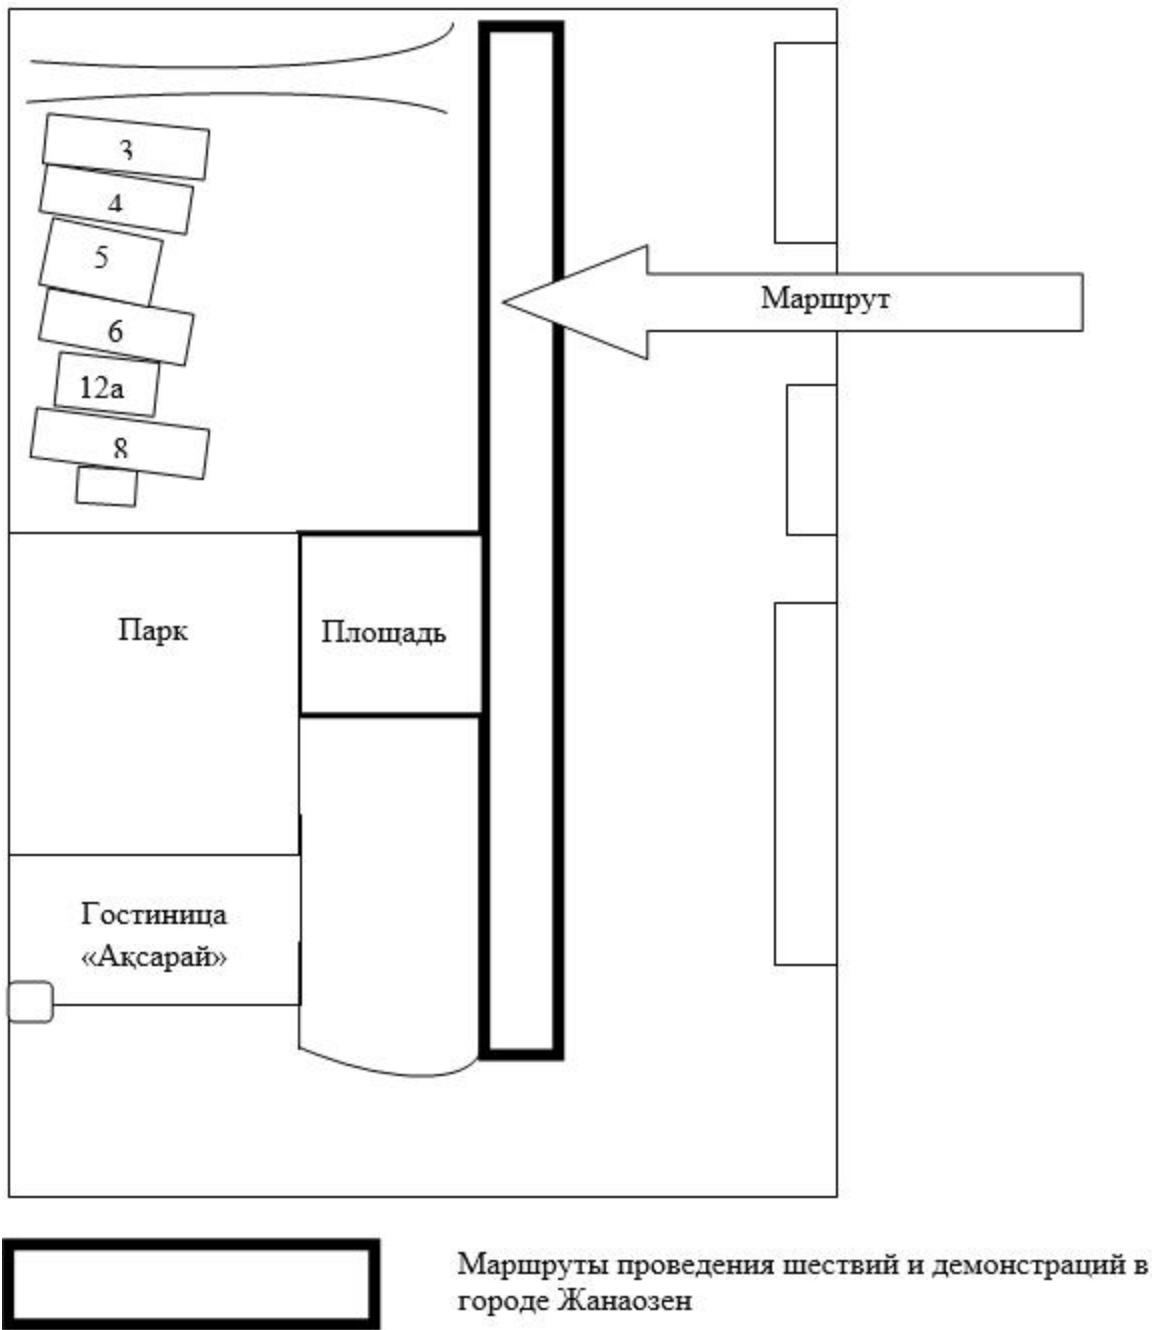 3
4
5
6
12а
8
Маршрут
Парк
Площадь
Гостиница
«Ақсарай»
Маршруты проведения шествий и демонстраций в
городе Жанаозен